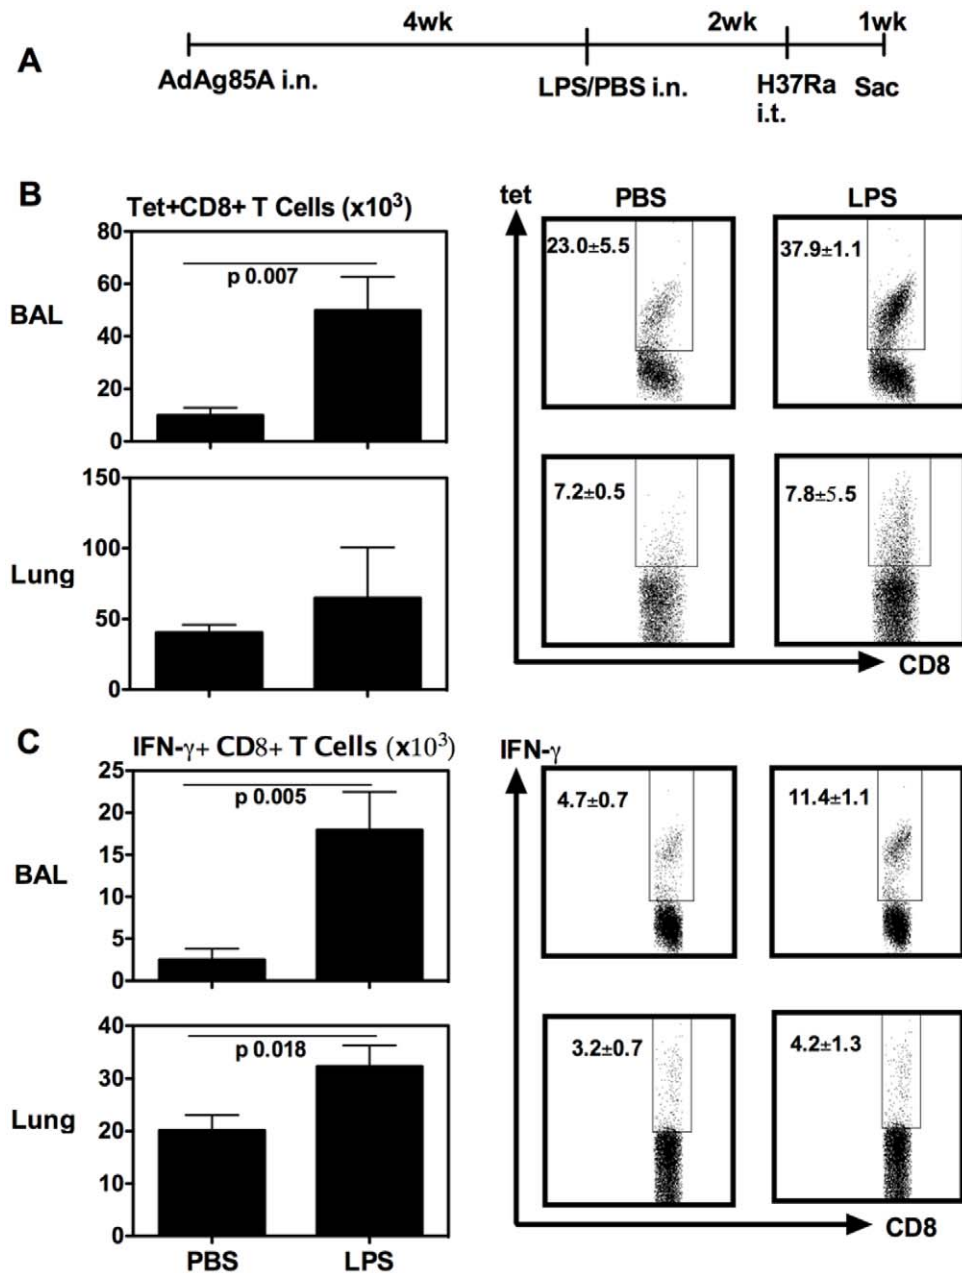 4wk 2wk 1wk
A
AdAg85A i.n. LPS/PBS i.n. H37Ra i.t. Sac
B
Tet+CD8+ T Cells (x10³)
80
60
40
20
0
p 0.007
BAL
150
100
50
0
Lung
tet
PBS LPS
23.0±5.5 37.9±1.1
7.2±0.5 7.8±5.5
CD8
C
IFN-γ+ CD8+ T Cells (x10³)
25
20
15
10
5
0
p 0.005
BAL
40
30
20
10
0
p 0.018
Lung
PBS LPS
IFN-γ
4.7±0.7 11.4±1.1
3.2±0.7 4.2±1.3
CD8